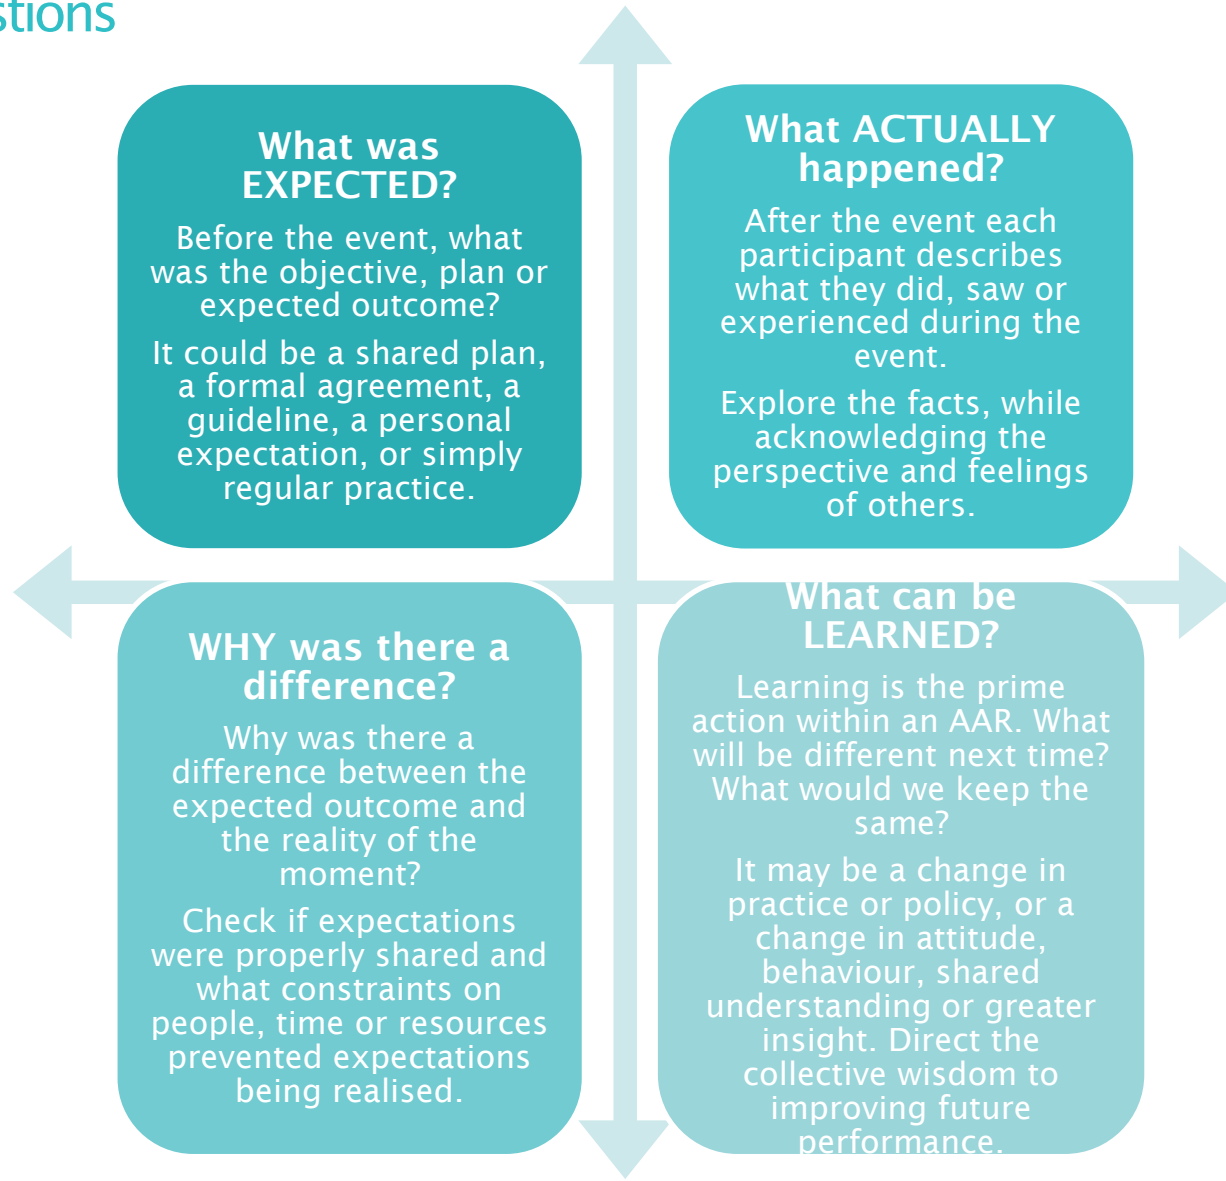 stions
What was
EXPECTED?
Before the event, what
was the objective, plan or
expected outcome?
It could be a shared plan,
a formal agreement, a
guideline, a personal
expectation, or simply
regular practice.
What ACTUALLY
happened?
After the event each
participant describes
what they did, saw or
experienced during the
event.
Explore the facts, while
acknowledging the
perspective and feelings
of others.
WHY was there a
difference?
Why was there a
difference between the
expected outcome and
the reality of the
moment?
Check if expectations
were properly shared and
what constraints on
people, time or resources
prevented expectations
being realised.
What can be
LEARNED?
Learning is the prime
action within an AAR. What
will be different next time?
What would we keep the
same?
It may be a change in
practice or policy, or a
change in attitude,
behaviour, shared
understanding or greater
insight. Direct the
collective wisdom to
improving future
performance.